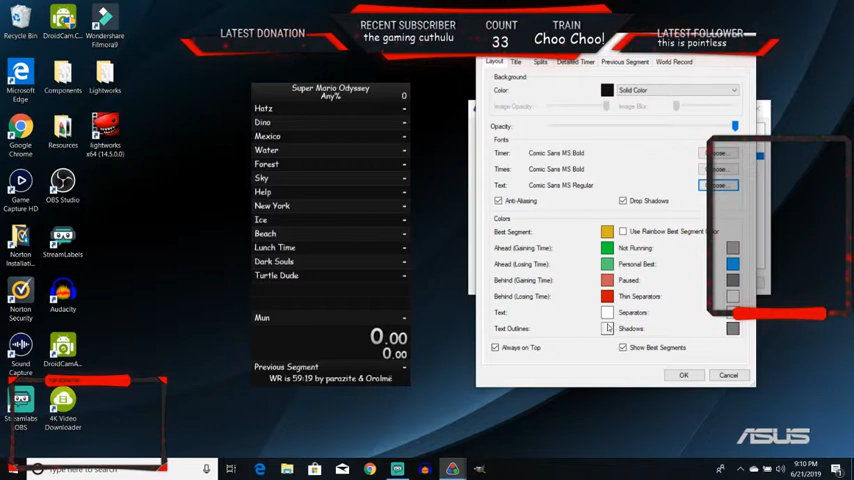 LATEST DONATION
RECENT SUBSCRIBER
the gaming cuthulu
COUNT
33
TRAIN
Choo Choo!
LATEST FOLLOWER
this is pointless
Recycle Bin
DroidCam.C...
Wondershare
Filmora9
Microsoft
Edge
Components
Lightworks
Google
Chrome
Resources
lightworks
x64 (14.5.0.0)
Game
Capture HD
OBS Studio
Norton
Installati...
StreamLabels
Norton
Security
Audacity
Sound
Capture
DroidCamA...
Streamlabs
OBS
4K Video
Downloader
Super Mario Odyssey
Any%
0
Hatz -
Dino -
Mexico -
Water -
Forest -
Sky -
Help -
New York -
Ice -
Beach -
Lunch Time -
Dark Souls -
Turtle Dude -
Mun -
0.00
0.00
Previous Segment -
WR is 59:19 by parazite & Orolmë
Layout Title Splits Detailed Timer Previous Segment World Record
Background
Color: Solid Color
Image Opacity: Image Blur:
Opacity:
Fonts
Timer: Comic Sans MS Bold Choose...
Times: Comic Sans MS Bold Choose...
Text: Comic Sans MS Regular Choose...
Anti-Aliasing Drop Shadows
Colors
Best Segment: Use Rainbow Best Segment Color
Ahead (Gaining Time): Not Running:
Ahead (Losing Time): Personal Best:
Behind (Gaining Time): Paused:
Behind (Losing Time): Thin Separators:
Text: Separators:
Text Outlines: Shadows:
Always on Top Show Best Segments
OK Cancel
ASUS
Type here to search
9:10 PM
6/21/2019